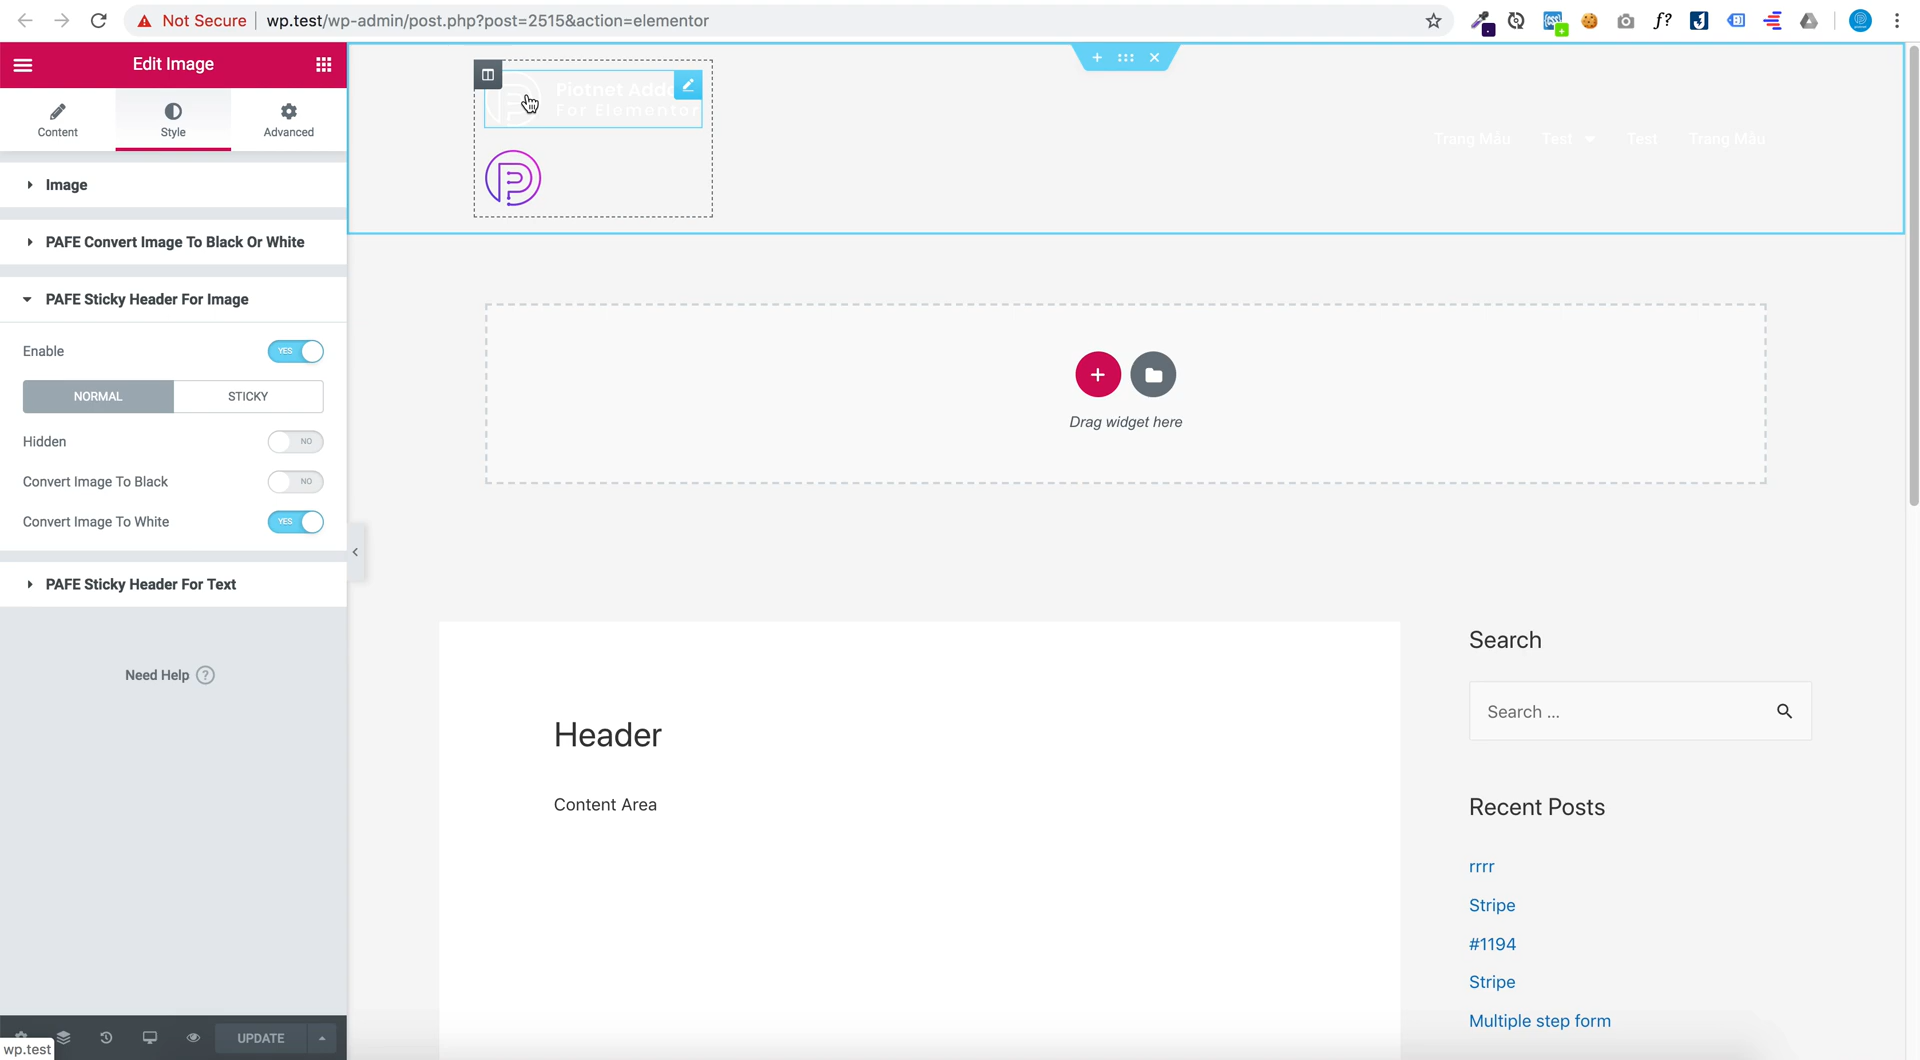 Not Secure
wp.test/wp-admin/post.php?post=2515&action=elementor
f?
Edit Image
Content
Style
Advanced
Image
PAFE Convert Image To Black Or White
PAFE Sticky Header For Image
Enable
YES
NORMAL
STICKY
Hidden
NO
Convert Image To Black
NO
Convert Image To White
YES
PAFE Sticky Header For Text
Need Help ?
UPDATE
wp.test
Piotnet Addo
For Elementor
Trang Mẫu
Test
Test
Trang Mẫu
Drag widget here
Header
Content Area
Search
Search ...
Recent Posts
rrrr
Stripe
#1194
Stripe
Multiple step form